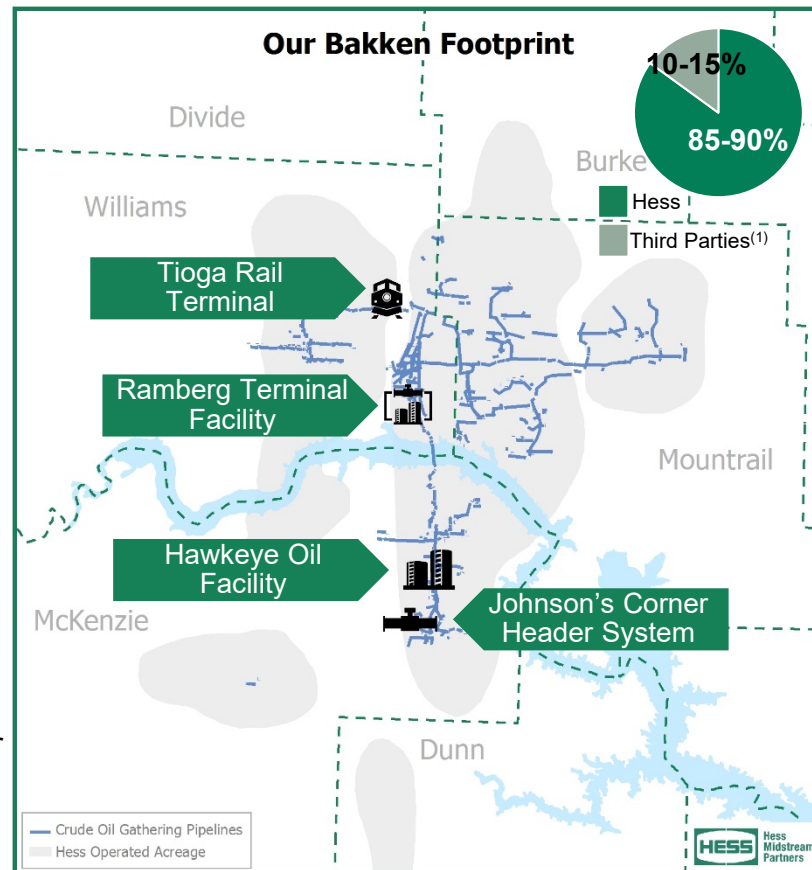 Our Bakken Footprint
10-15%
85-90%
Hess
Third Parties(1)
Divide
Burke
Williams
Tioga Rail
Terminal
Ramberg Terminal
Facility
Mountrail
Hawkeye Oil
Facility
McKenzie
Johnson’s Corner
Header System
Dunn
Crude Oil Gathering Pipelines
Hess Operated Acreage
HESS
Hess
Midstream
Partners